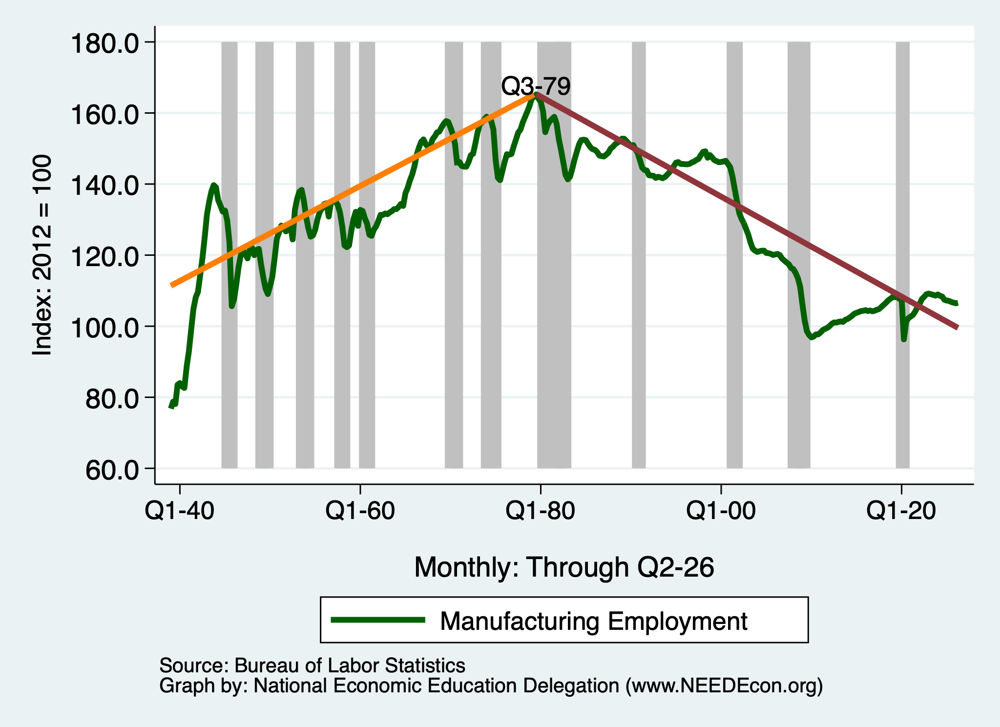 180.0
160.0
140.0
120.0
100.0
80.0
60.0
Index: 2012 = 100
Q3-79
Q1-40 Q1-60 Q1-80 Q1-00 Q1-20
Monthly: Through Q2-26
Manufacturing Employment
Source: Bureau of Labor Statistics
Graph by: National Economic Education Delegation (www.NEEDEcon.org)